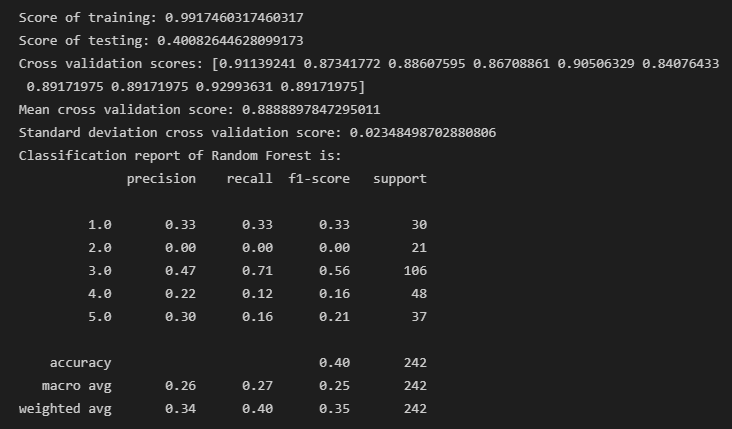 Score of training: 0.9917460317460317
Score of testing: 0.40082644628099173
Cross validation scores: [0.91139241 0.87341772 0.88607595 0.86708861 0.90506329 0.84076433
0.89171975 0.89171975 0.92993631 0.89171975]
Mean cross validation score: 0.8888897847295011
Standard deviation cross validation score: 0.02348498702880806
Classification report of Random Forest is:
precision recall f1-score support
1.0 0.33 0.33 0.33 30
2.0 0.00 0.00 0.00 21
3.0 0.47 0.71 0.56 106
4.0 0.22 0.12 0.16 48
5.0 0.30 0.16 0.21 37
accuracy 0.40 242
macro avg 0.26 0.27 0.25 242
weighted avg 0.34 0.40 0.35 242